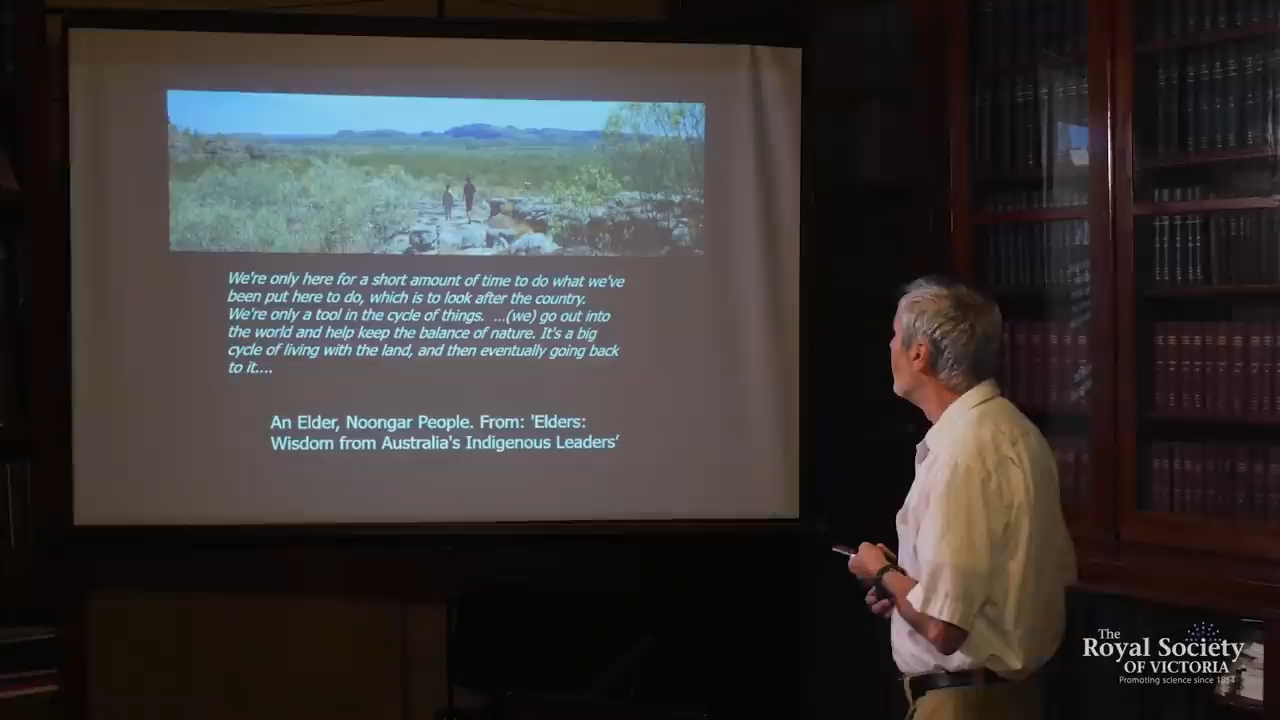 We're only here for a short amount of time to do what we've
been put here to do, which is to look after the country.
We're only a tool in the cycle of things.  ...(we) go out into
the world and help keep the balance of nature. It's a big
cycle of living with the land, and then eventually going back
to it....
An Elder, Noongar People. From: 'Elders:
Wisdom from Australia's Indigenous Leaders'
The
Royal Society
OF VICTORIA
Promoting science since 1854